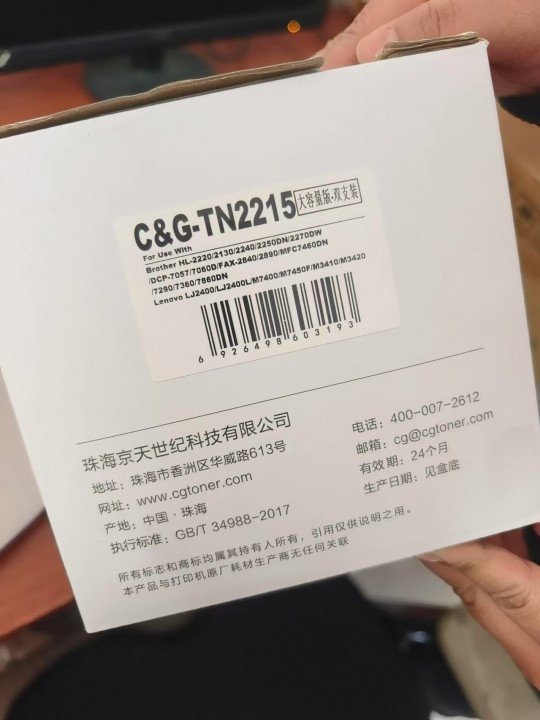 C&G-TN2215 大容量版-双支装
For Use With
Brother HL-2220/2130/2240/2250DN/2270DW
/DCP-7057/7060D/FAX-2840/2890/MFC7460DN
/7290/7360/7860DN
Lenovo LJ2400/LJ2400L/M7400/M7450F/M3410/M3420
6 926498 603193
珠海京天世纪科技有限公司
地址：珠海市香洲区华威路613号
网址：www.cgtoner.com
产地：中国·珠海
执行标准：GB/T 34988-2017
电话：400-007-2612
邮箱：cg@cgtoner.com
有效期：24个月
生产日期：见盒底
所有标志和商标均属其持有人所有，引用仅供说明之用。
本产品与打印机原厂耗材生产商无任何关联